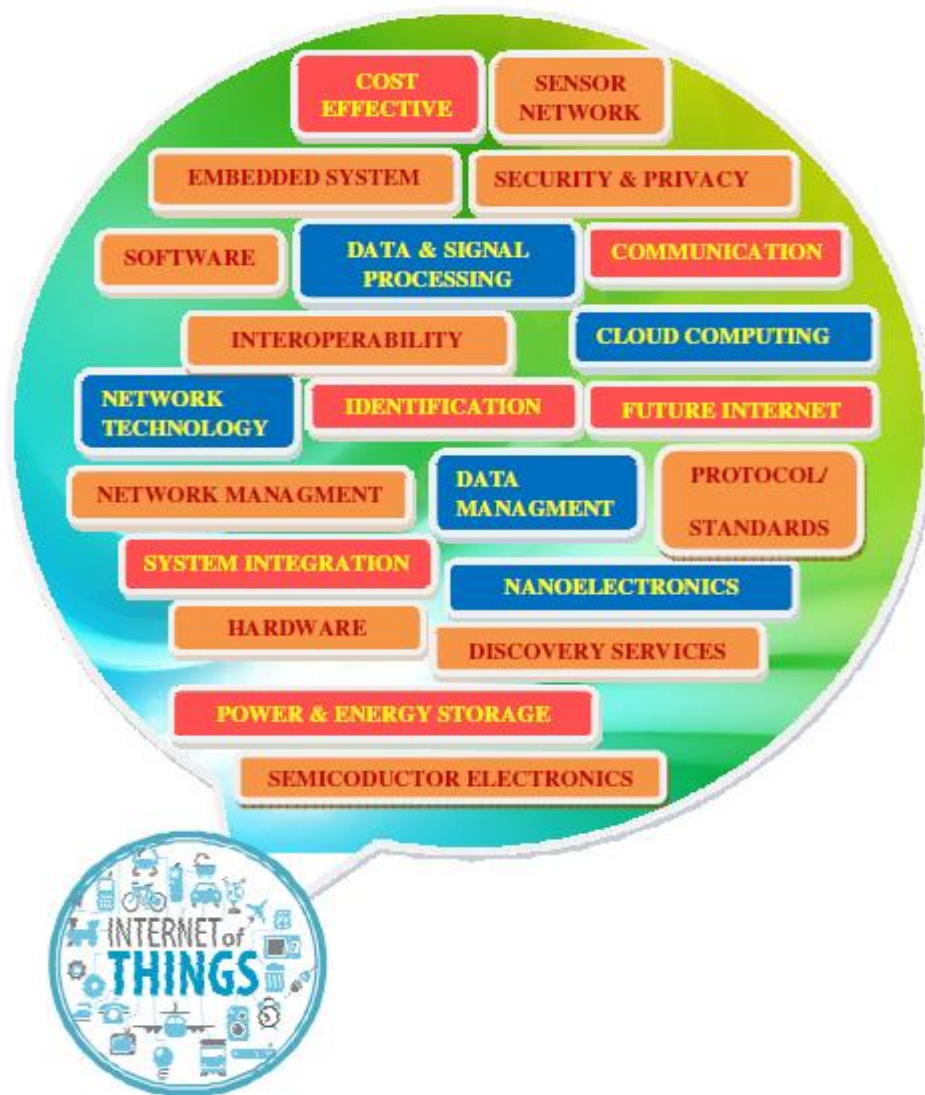 COST
EFFECTIVE
SENSOR
NETWORK
EMBEDDED SYSTEM
SECURITY & PRIVACY
SOFTWARE
DATA & SIGNAL
PROCESSING
COMMUNICATION
INTEROPERABILITY
CLOUD COMPUTING
NETWORK
TECHNOLOGY
IDENTIFICATION
FUTURE INTERNET
NETWORK MANAGMENT
DATA
MANAGMENT
PROTOCOL/
STANDARDS
SYSTEM INTEGRATION
NANOELECTRONICS
HARDWARE
DISCOVERY SERVICES
POWER & ENERGY STORAGE
SEMICODUCTOR ELECTRONICS
INTERNET of
THINGS